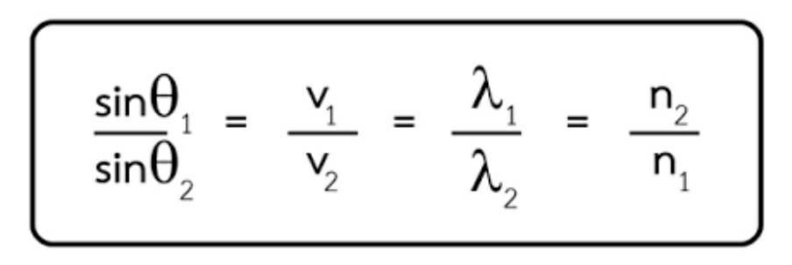 sinθ₁ / sinθ₂ = v₁ / v₂ = λ₁ / λ₂ = n₂ / n₁